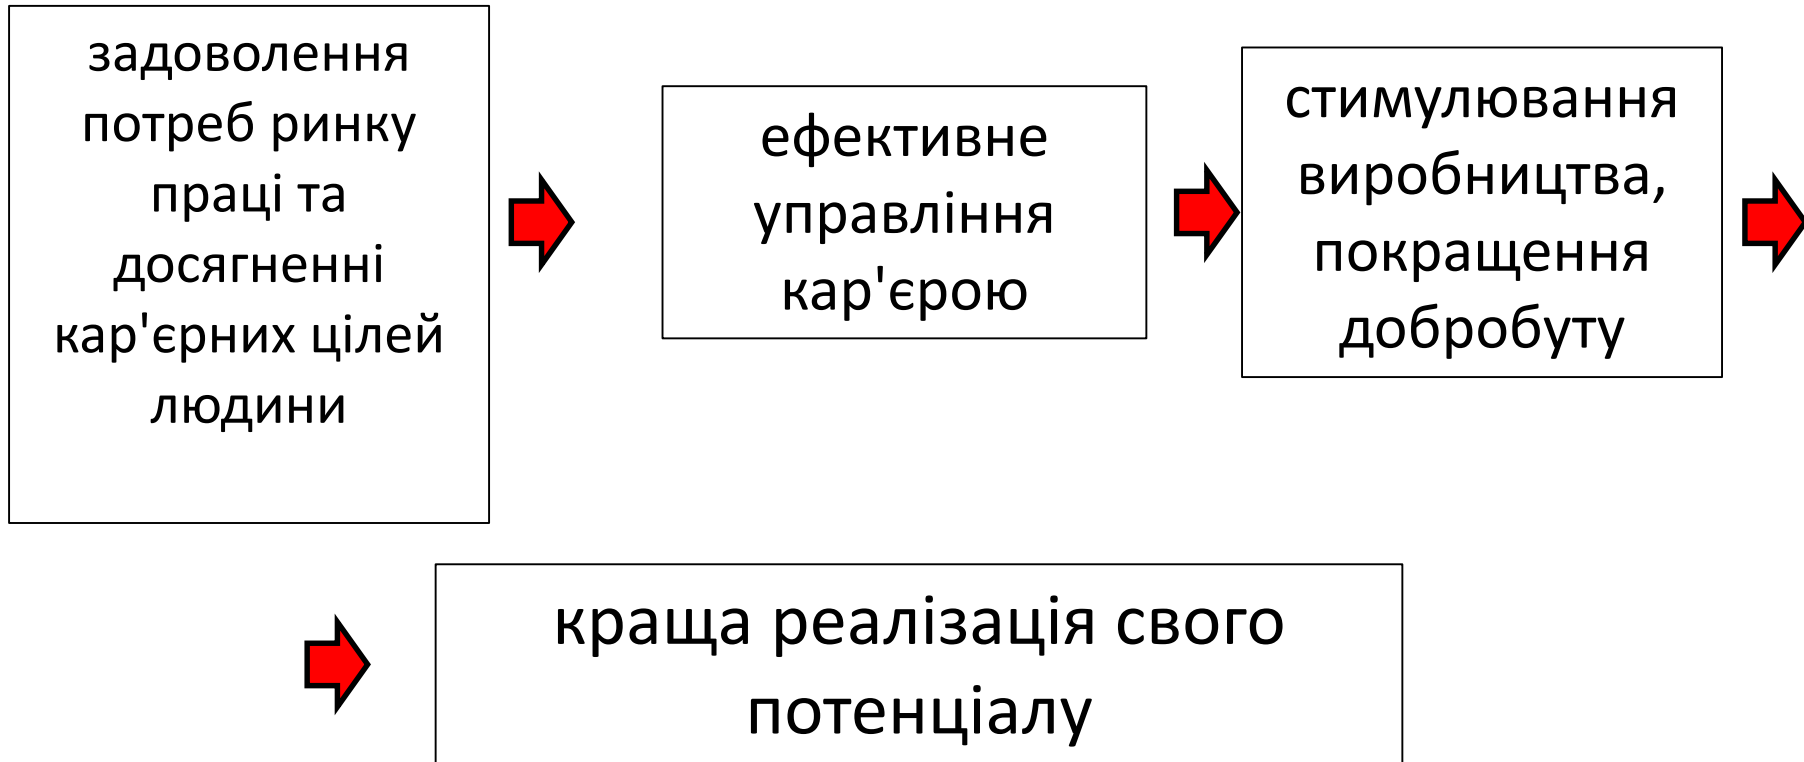 задоволення
потреб ринку
праці та
досягненні
кар'єрних цілей
людини
ефективне
управління
кар'єрою
стимулювання
виробництва,
покращення
добробуту
краща реалізація свого
потенціалу